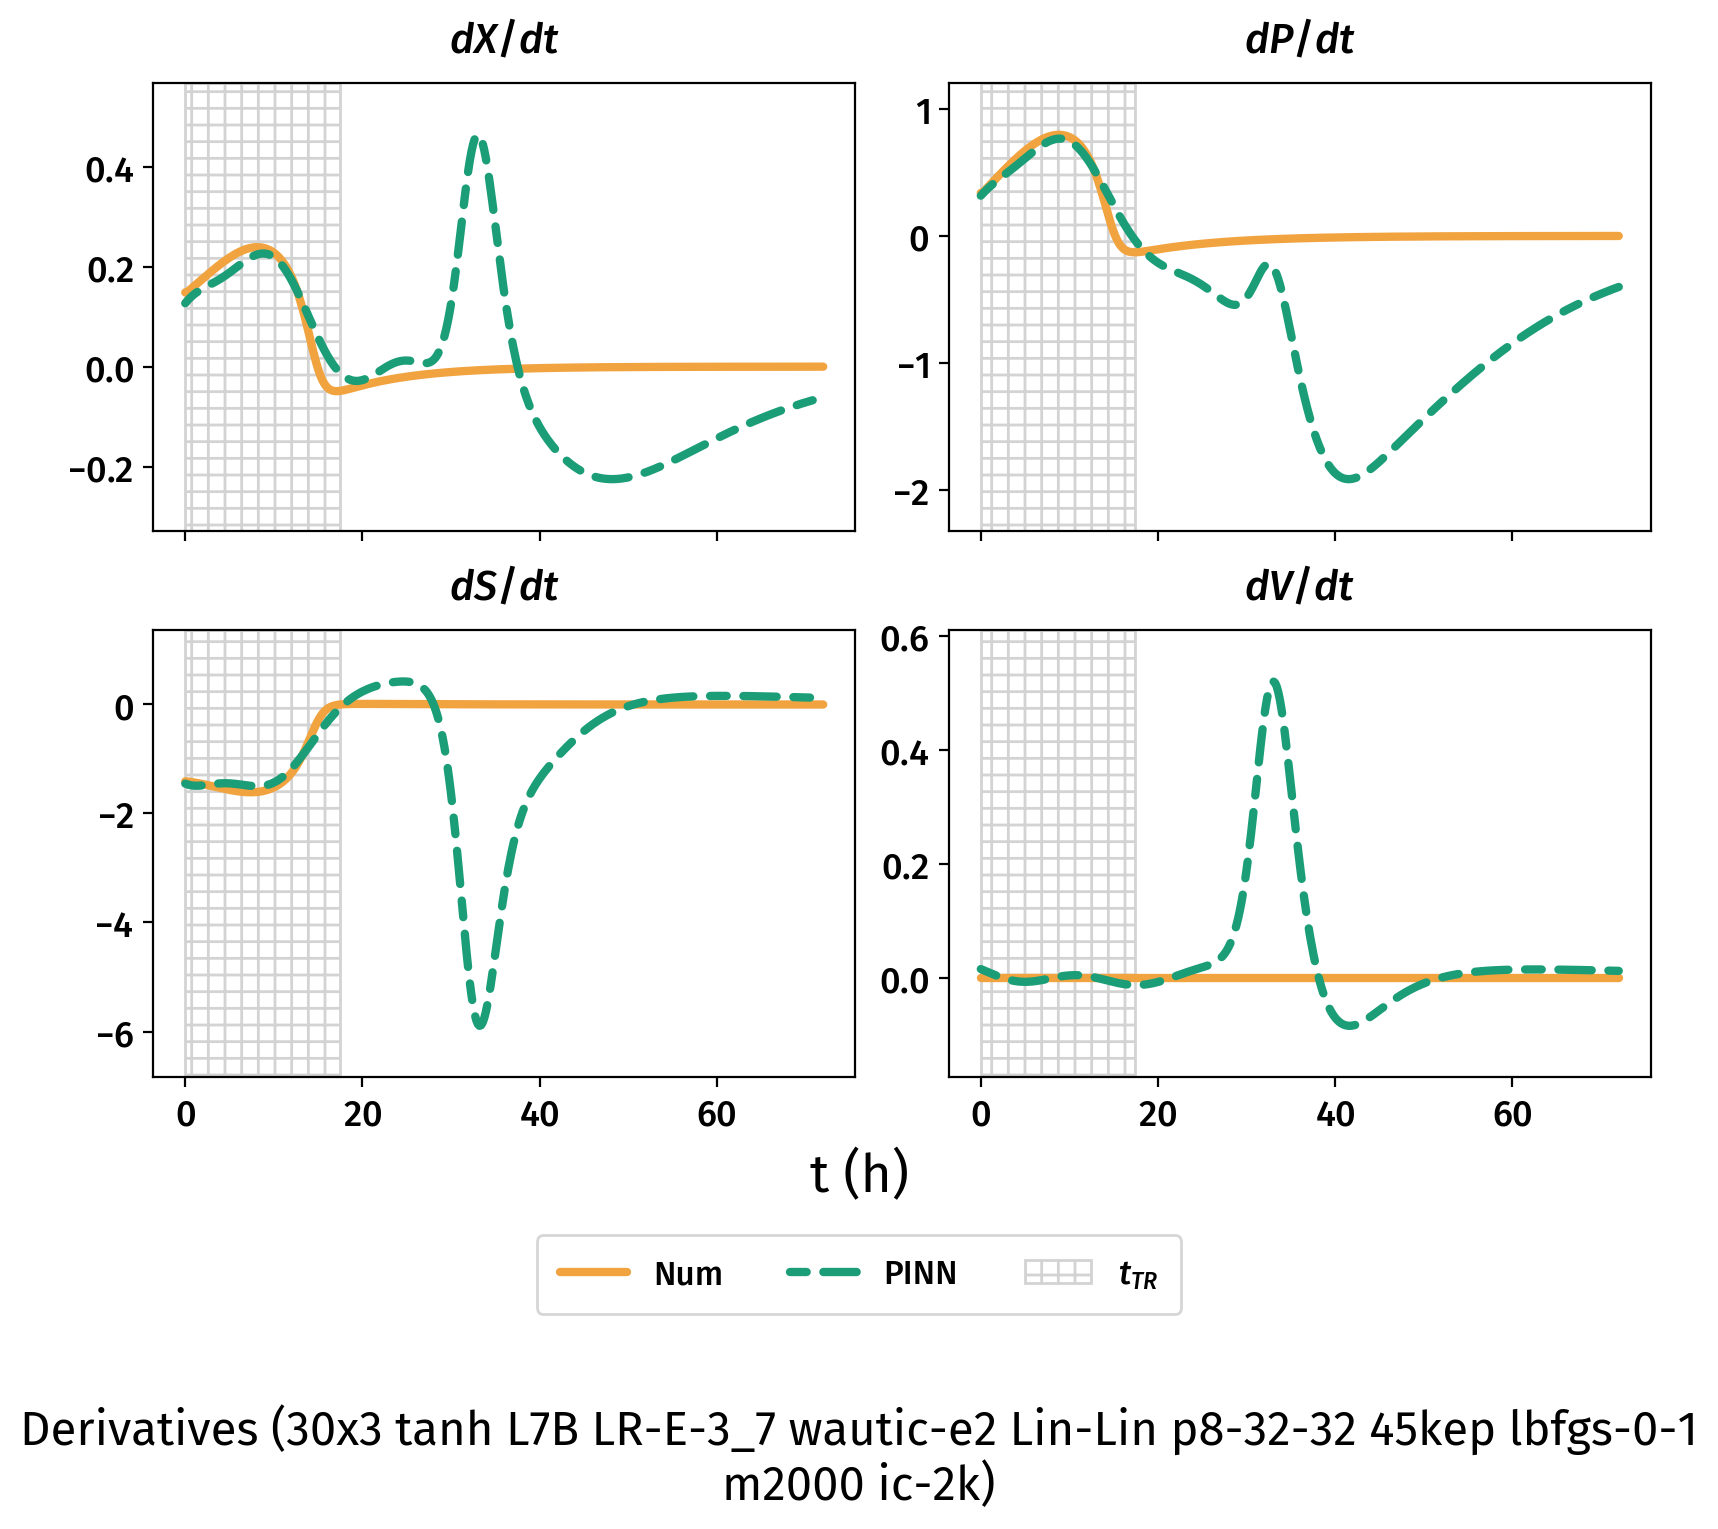 dX/dt
dP/dt
0.4
0.2
0.0
−0.2
1
0
−1
−2
dS/dt
dV/dt
0
−2
−4
−6
0.6
0.4
0.2
0.0
0 20 40 60
0 20 40 60
t (h)
Num PINN tTR
Derivatives (30x3 tanh L7B LR-E-3_7 wautic-e2 Lin-Lin p8-32-32 45kep lbfgs-0-1
m2000 ic-2k)